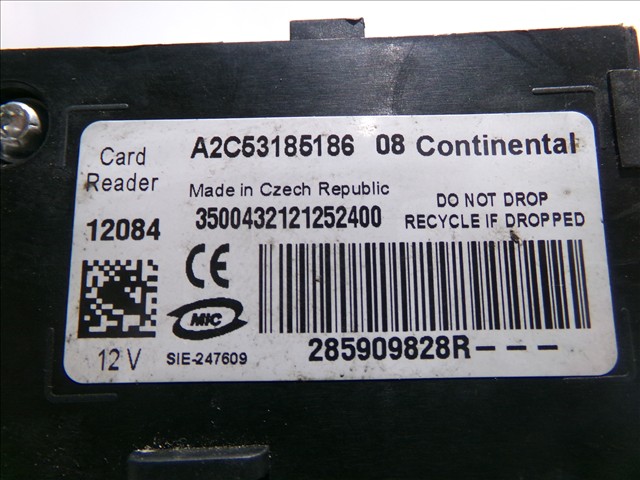 Card Reader
A2C53185186 08 Continental
Made in Czech Republic
12084
3500432121252400
DO NOT DROP
RECYCLE IF DROPPED
CE
MIC
12 V
SIE-247609
285909828R---